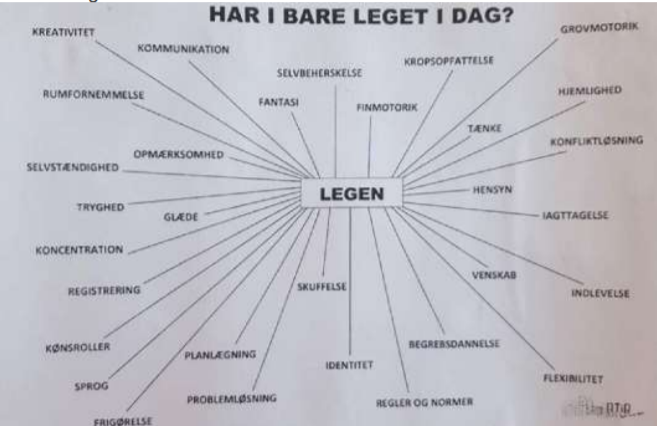 HAR I BARE LEGET I DAG?
KREATIVITET
KOMMUNIKATION
SELVBEHERSKELSE
KROPSOPFATTELSE
GROVMOTORIK
RUMFORNEMMELSE
FANTASI
FINMOTORIK
HJEMLIGHED
TÆNKE
KONFLIKTLØSNING
OPMÆRKSOMHED
SELVSTÆNDIGHED
LEGEN
HENSYN
TRYGHED
GLÆDE
IAGTTAGELSE
KONCENTRATION
REGISTRERING
SKUFFELSE
VENSKAB
INDLEVELSE
KØNSROLLER
PLANLÆGNING
IDENTITET
BEGREBSDANNELSE
SPROG
PROBLEMLØSNING
REGLER OG NORMER
FLEXIBILITET
FRIGØRELSE